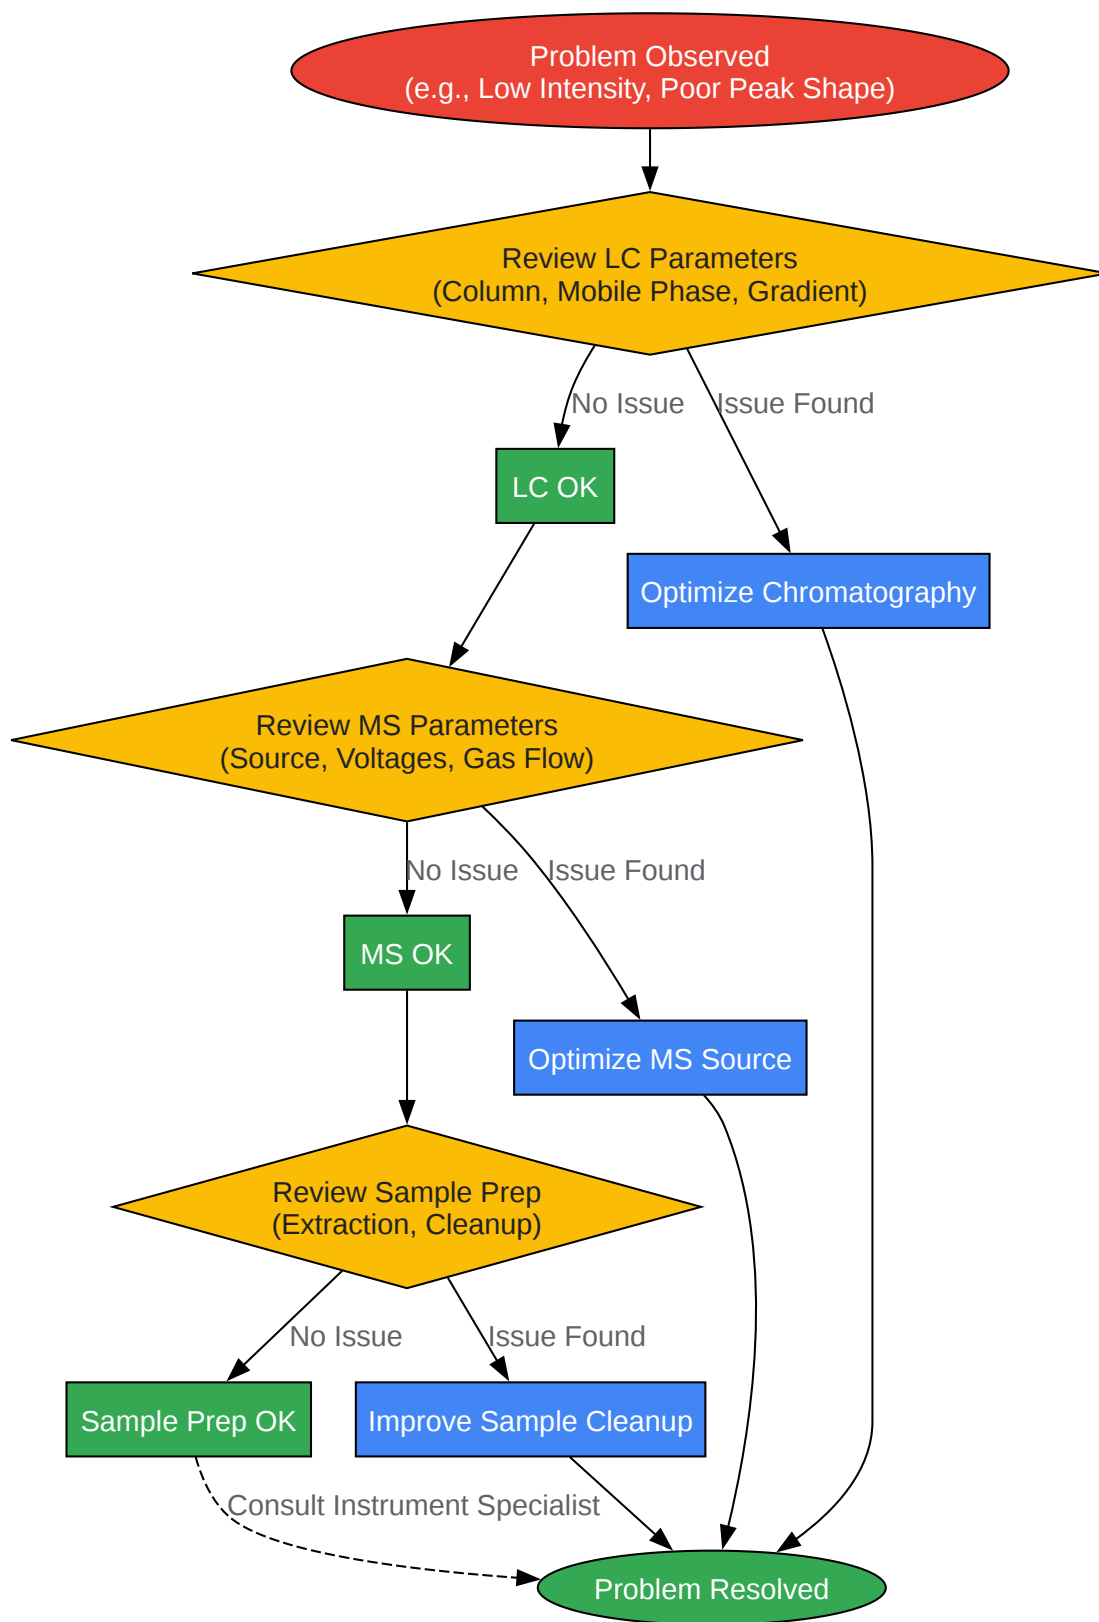 Problem Observed
(e.g., Low Intensity, Poor Peak Shape)
Review LC Parameters
(Column, Mobile Phase, Gradient)
No Issue
Issue Found
LC OK
Optimize Chromatography
Review MS Parameters
(Source, Voltages, Gas Flow)
No Issue
Issue Found
MS OK
Optimize MS Source
Review Sample Prep
(Extraction, Cleanup)
No Issue
Issue Found
Sample Prep OK
Improve Sample Cleanup
Consult Instrument Specialist
Problem Resolved